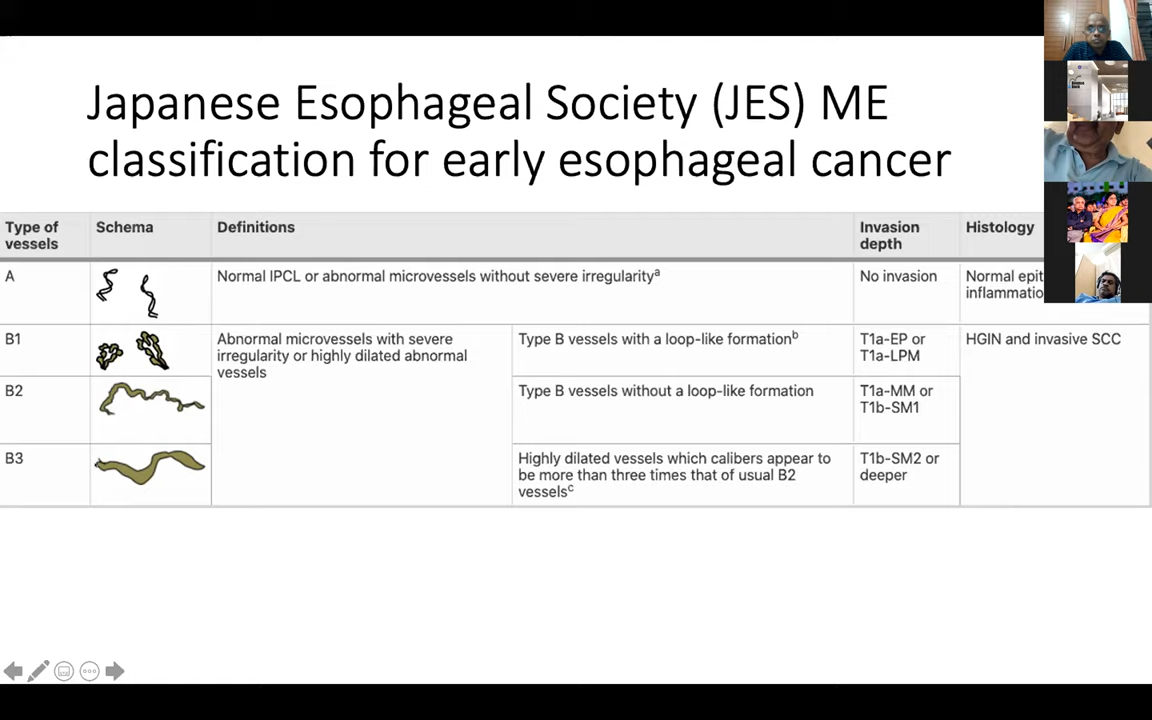 Japanese Esophageal Society (JES) ME
classification for early esophageal cancer
Type of
vessels
Schema
Definitions
Invasion
depth
Histology
A
Normal IPCL or abnormal microvessels without severe irregularityᵃ
No invasion
Normal epit
inflammatio
B1
Abnormal microvessels with severe
irregularity or highly dilated abnormal
vessels
Type B vessels with a loop-like formationᵇ
T1a-EP or
T1a-LPM
HGIN and invasive SCC
B2
Type B vessels without a loop-like formation
T1a-MM or
T1b-SM1
B3
Highly dilated vessels which calibers appear to
be more than three times that of usual B2
vesselsᶜ
T1b-SM2 or
deeper